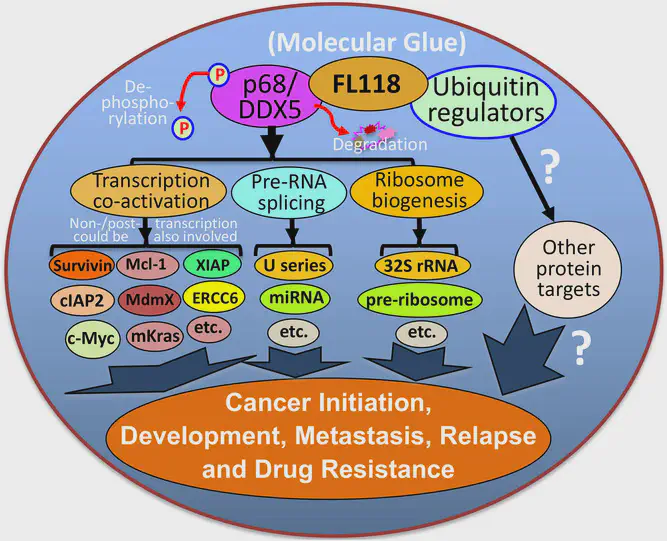 (Molecular Glue)
P
De-
phospho-
rylation
P
p68/
DDX5
FL118
Ubiquitin
regulators
Degradation
?
Transcription
co-activation
Pre-RNA
splicing
Ribosome
biogenesis
Non-/post- transcription
could be also involved
Survivin Mcl-1 XIAP
cIAP2 MdmX ERCC6
c-Myc mKras etc.
U series
miRNA
etc.
32S rRNA
pre-ribosome
etc.
Other
protein
targets
?
Cancer Initiation,
Development, Metastasis, Relapse
and Drug Resistance